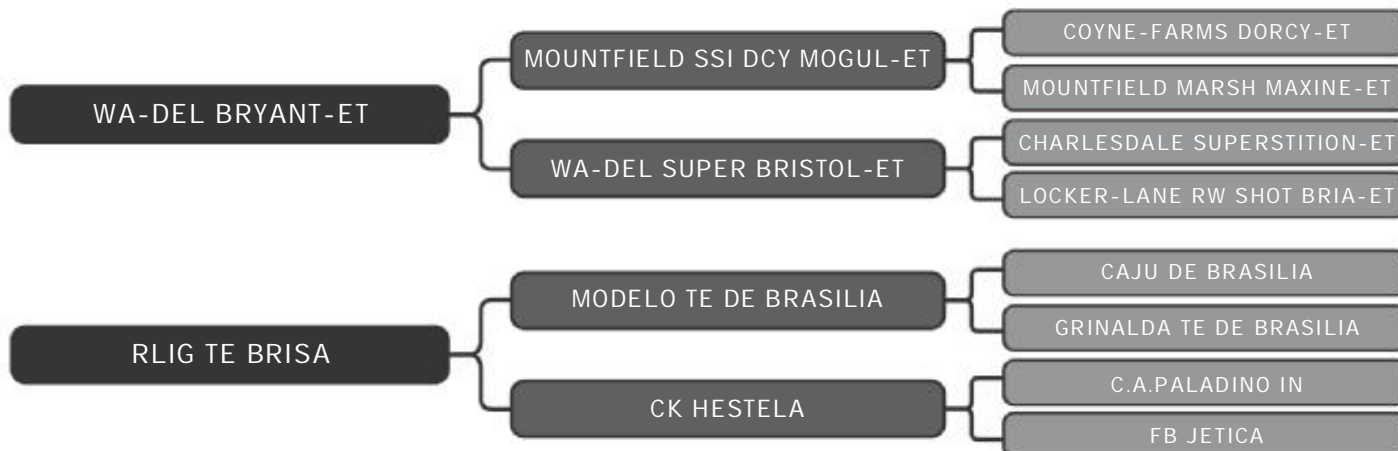 WA-DEL BRYANT-ET
MOUNTFIELD SSI DCY MOGUL-ET
COYNE-FARMS DORCY-ET
MOUNTFIELD MARSH MAXINE-ET
WA-DEL SUPER BRISTOL-ET
CHARLESDALE SUPERSTITION-ET
LOCKER-LANE RW SHOT BRIA-ET
RLIG TE BRISA
MODELO TE DE BRASILIA
CAJU DE BRASILIA
GRINALDA TE DE BRASILIA
CK HESTELA
C.A.PALADINO IN
FB JETICA